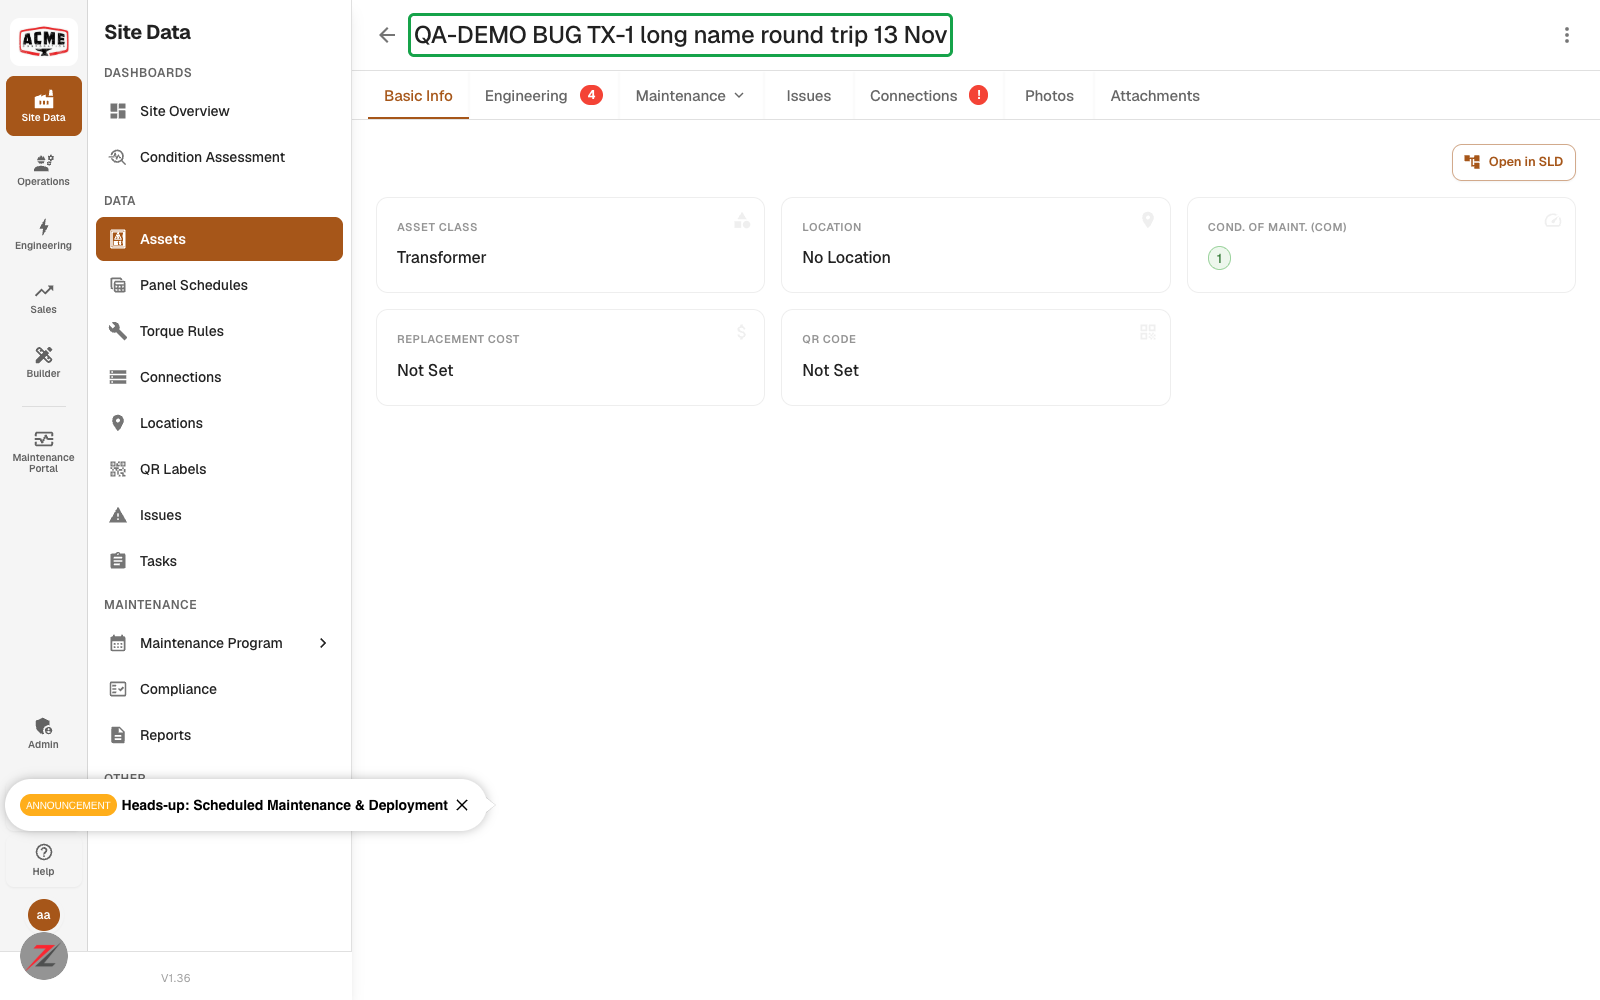 ACME
Site Data
Operations
Engineering
Sales
Builder
Maintenance
Portal
Admin
Help
aa
Site Data
DASHBOARDS
Site Overview
Condition Assessment
DATA
Assets
Panel Schedules
Torque Rules
Connections
Locations
QR Labels
Issues
Tasks
MAINTENANCE
Maintenance Program
Compliance
Reports
OTHER
ANNOUNCEMENT Heads-up: Scheduled Maintenance & Deployment
V1.36
QA-DEMO BUG TX-1 long name round trip 13 Nov
Basic Info Engineering 4 Maintenance Issues Connections ! Photos Attachments
Open in SLD
ASSET CLASS
Transformer
LOCATION
No Location
COND. OF MAINT. (COM)
1
REPLACEMENT COST
Not Set
QR CODE
Not Set